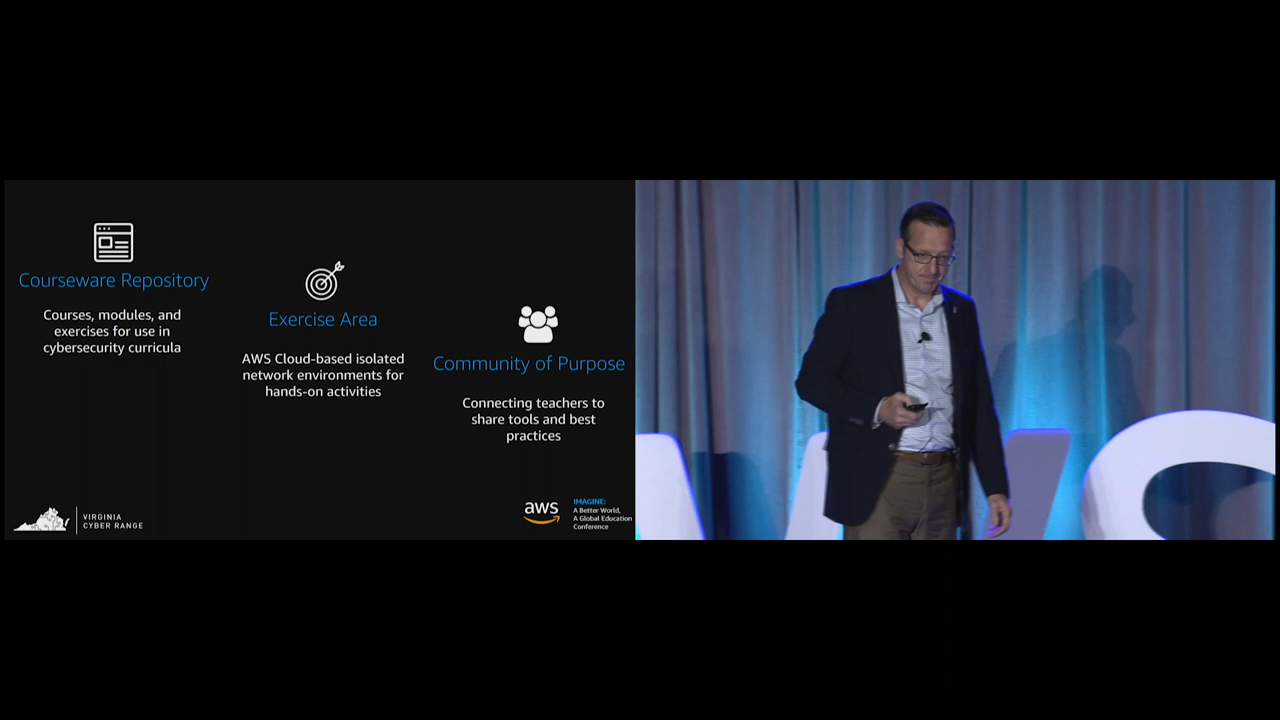 Courseware Repository
Courses, modules, and
exercises for use in
cybersecurity curricula
Exercise Area
AWS Cloud-based isolated
network environments for
hands-on activities
Community of Purpose
Connecting teachers to
share tools and best
practices
VIRGINIA
CYBER RANGE
aws
IMAGINE:
A Better World,
A Global Education
Conference